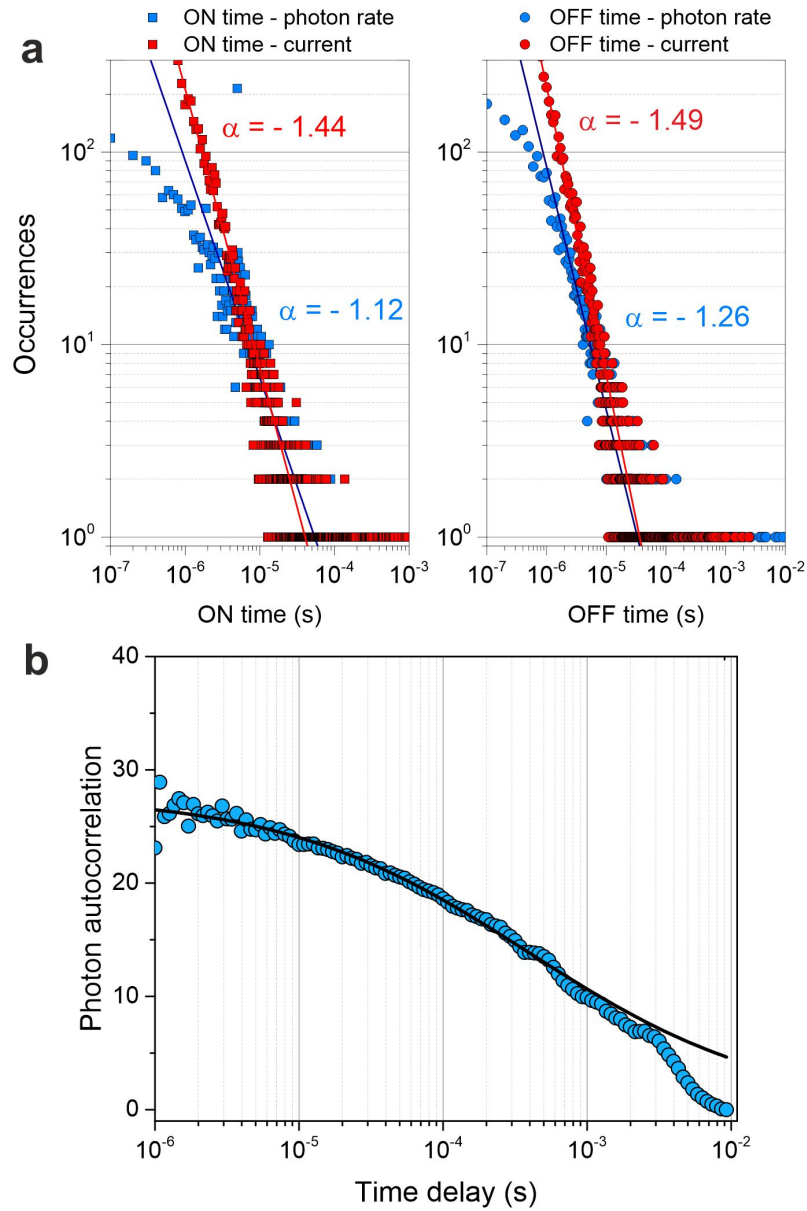 a
ON time - photon rate
ON time - current
OFF time - photon rate
OFF time - current
Occurrences
10²
10¹
10⁰
α = - 1.44
α = - 1.12
10⁻⁷ 10⁻⁶ 10⁻⁵ 10⁻⁴ 10⁻³
ON time (s)
10²
10¹
10⁰
α = - 1.49
α = - 1.26
10⁻⁷ 10⁻⁶ 10⁻⁵ 10⁻⁴ 10⁻³ 10⁻²
OFF time (s)
b
Photon autocorrelation
40
30
20
10
0
10⁻⁶ 10⁻⁵ 10⁻⁴ 10⁻³ 10⁻²
Time delay (s)